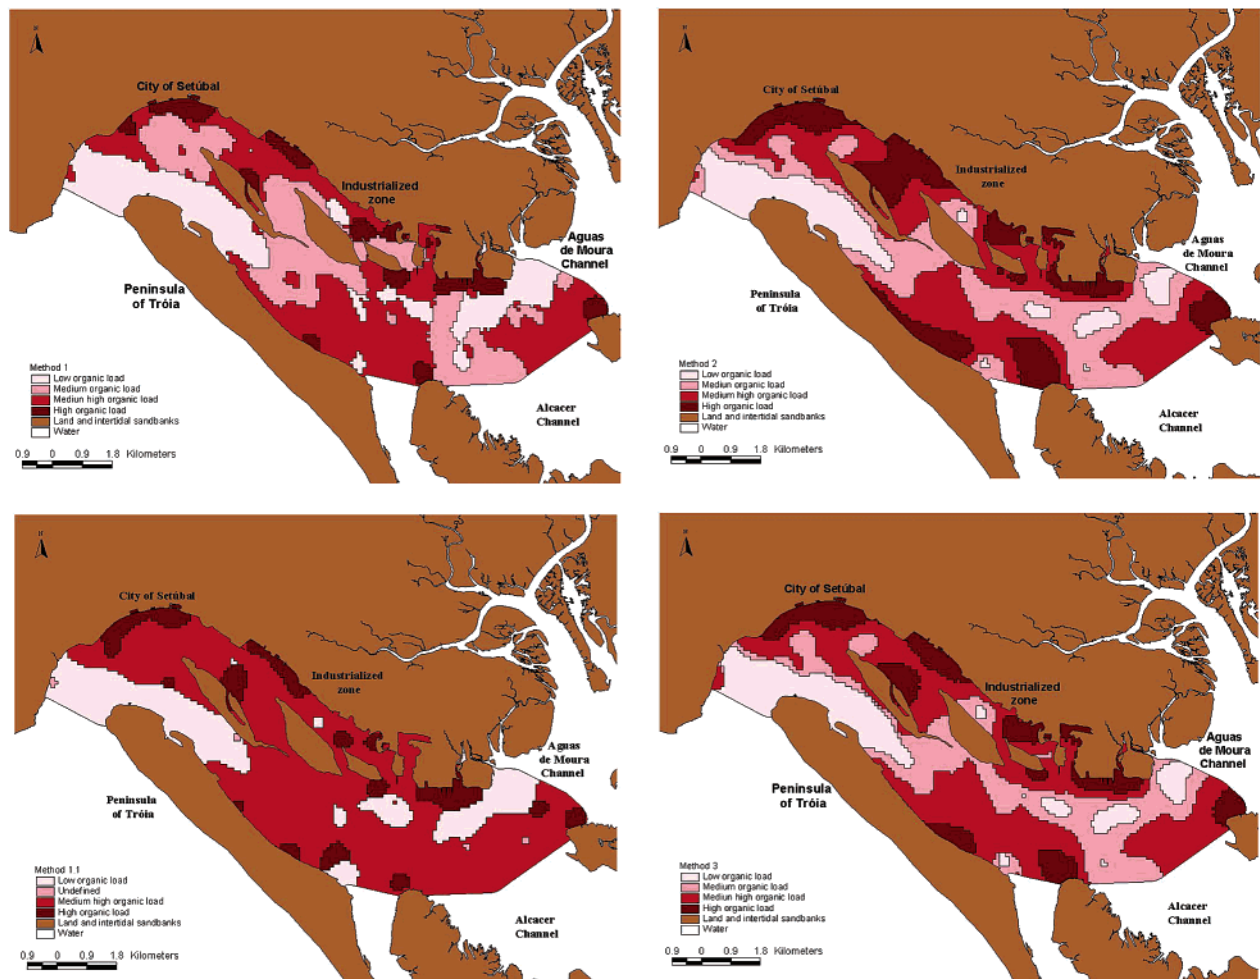 N
City of Setúbal
Industrialized
zone
Aguas
de Moura
Channel
Peninsula
of Tróia
Alcacer
Channel
Method 1
Low organic load
Medium organic load
Mediun high organic load
High organic load
Land and intertidal sandbanks
Water
0.9 0 0.9 1.8 Kilometers
N
City of Setúbal
Industrialized
zone
Aguas
de Moura
Channel
Peninsula
of Tróia
Alcacer
Channel
Method 2
Low organic load
Mediun organic load
Medium high organic load
High organic load
Land and intertidal sandbanks
Water
0.9 0 0.9 1.8 Kilometers
N
City of Setúbal
Industrialized
zone
Aguas
de Moura
Channel
Peninsula
of Tróia
Alcacer
Channel
Method 1.1
Low organic load
Undefined
Medium high organic load
High organic load
Land and intertidal sandbanks
Water
0.9 0 0.9 1.8 Kilometers
N
City of Setúbal
Industrialized
zone
Aguas
de Moura
Channel
Peninsula
of Tróia
Alcacer
Channel
Method 3
Low organic load
Medium organic load
Mediun high organic load
High organic load
Land and intertidal sandbanks
Water
0.9 0 0.9 1.8 Kilometers